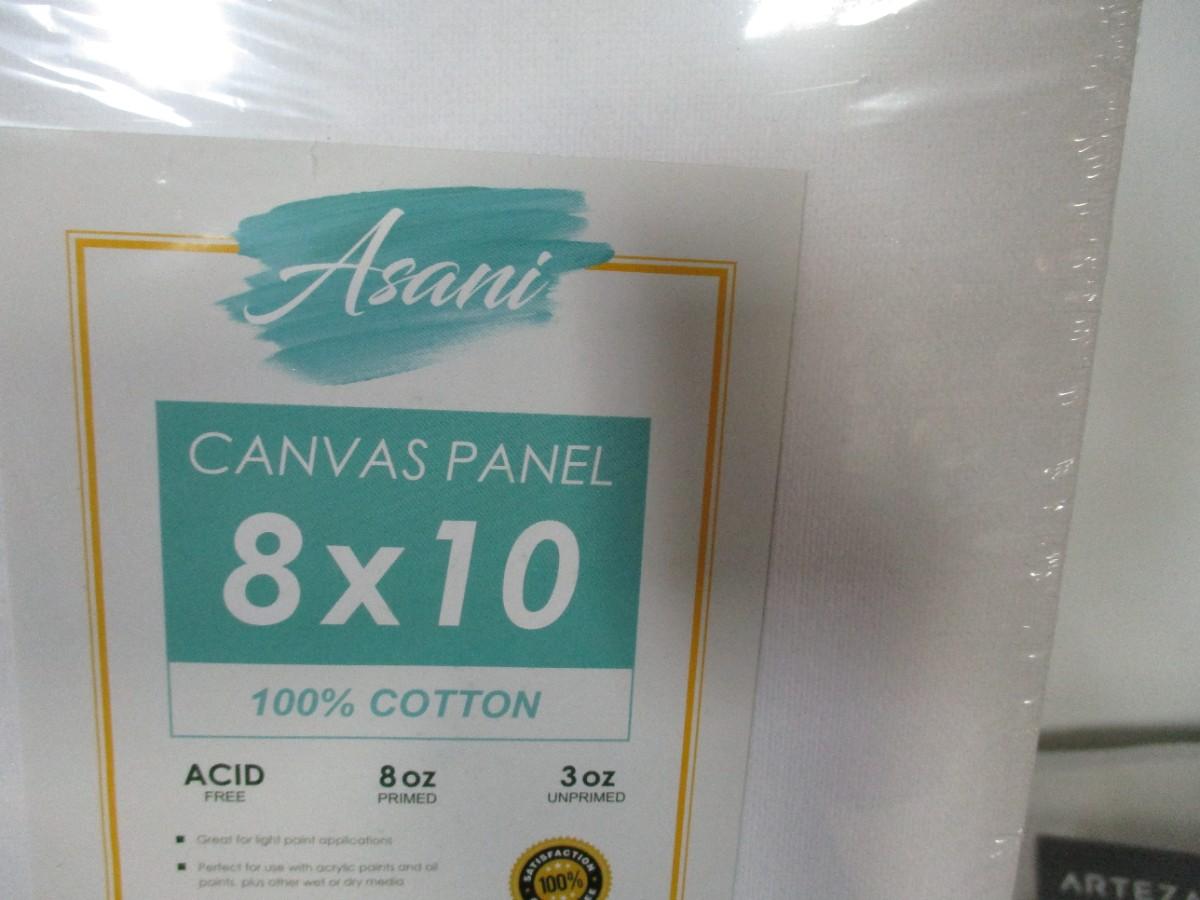 Asani
CANVAS PANEL
8x10
100% COTTON
ACID
FREE
8 oz
PRIMED
3 oz
UNPRIMED
Great for light paint applications
Perfect for use with acrylic paints and oil
paints, plus other wet or dry media
SATISFACTION
100%